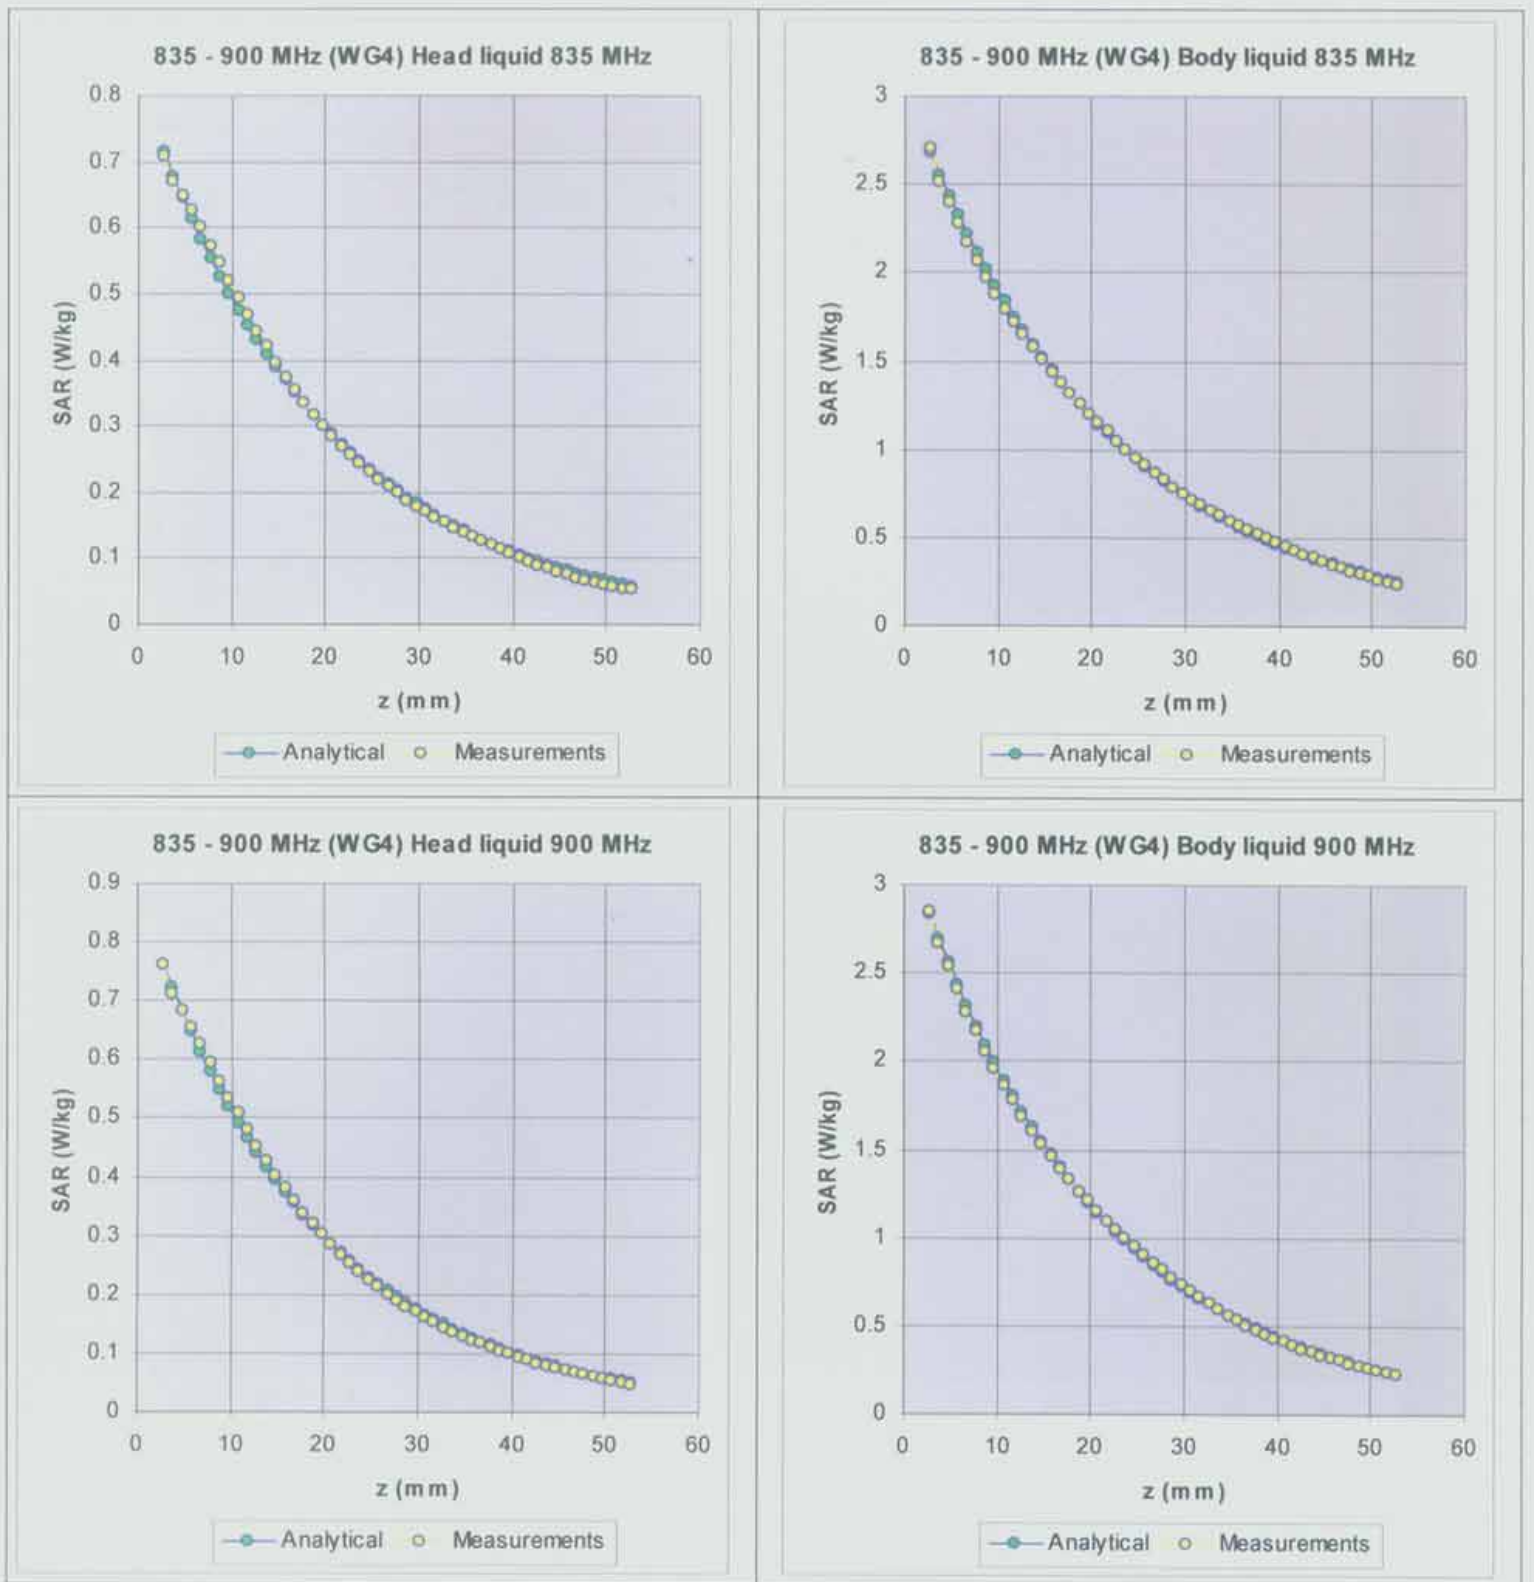 835 - 900 MHz (WG4) Head liquid 835 MHz
0.8
0.7
0.6
0.5
0.4
0.3
0.2
0.1
0
SAR (W/kg)
0 10 20 30 40 50 60
z (mm)
Analytical Measurements
835 - 900 MHz (WG4) Body liquid 835 MHz
3
2.5
2
1.5
1
0.5
0
SAR (W/kg)
0 10 20 30 40 50 60
z (mm)
Analytical Measurements
835 - 900 MHz (WG4) Head liquid 900 MHz
0.9
0.8
0.7
0.6
0.5
0.4
0.3
0.2
0.1
0
SAR (W/kg)
0 10 20 30 40 50 60
z (mm)
Analytical Measurements
835 - 900 MHz (WG4) Body liquid 900 MHz
3
2.5
2
1.5
1
0.5
0
SAR (W/kg)
0 10 20 30 40 50 60
z (mm)
Analytical Measurements